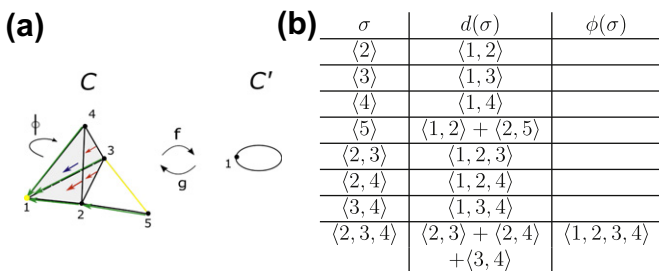 (a)
C
C'
ϕ
4
3
f
g
1
1
2
5
(b)
σ d(σ) ϕ(σ)
⟨2⟩ ⟨1, 2⟩
⟨3⟩ ⟨1, 3⟩
⟨4⟩ ⟨1, 4⟩
⟨5⟩ ⟨1, 2⟩ + ⟨2, 5⟩
⟨2, 3⟩ ⟨1, 2, 3⟩
⟨2, 4⟩ ⟨1, 2, 4⟩
⟨3, 4⟩ ⟨1, 3, 4⟩
⟨2, 3, 4⟩ ⟨2, 3⟩ + ⟨2, 4⟩ ⟨1, 2, 3, 4⟩
+⟨3, 4⟩